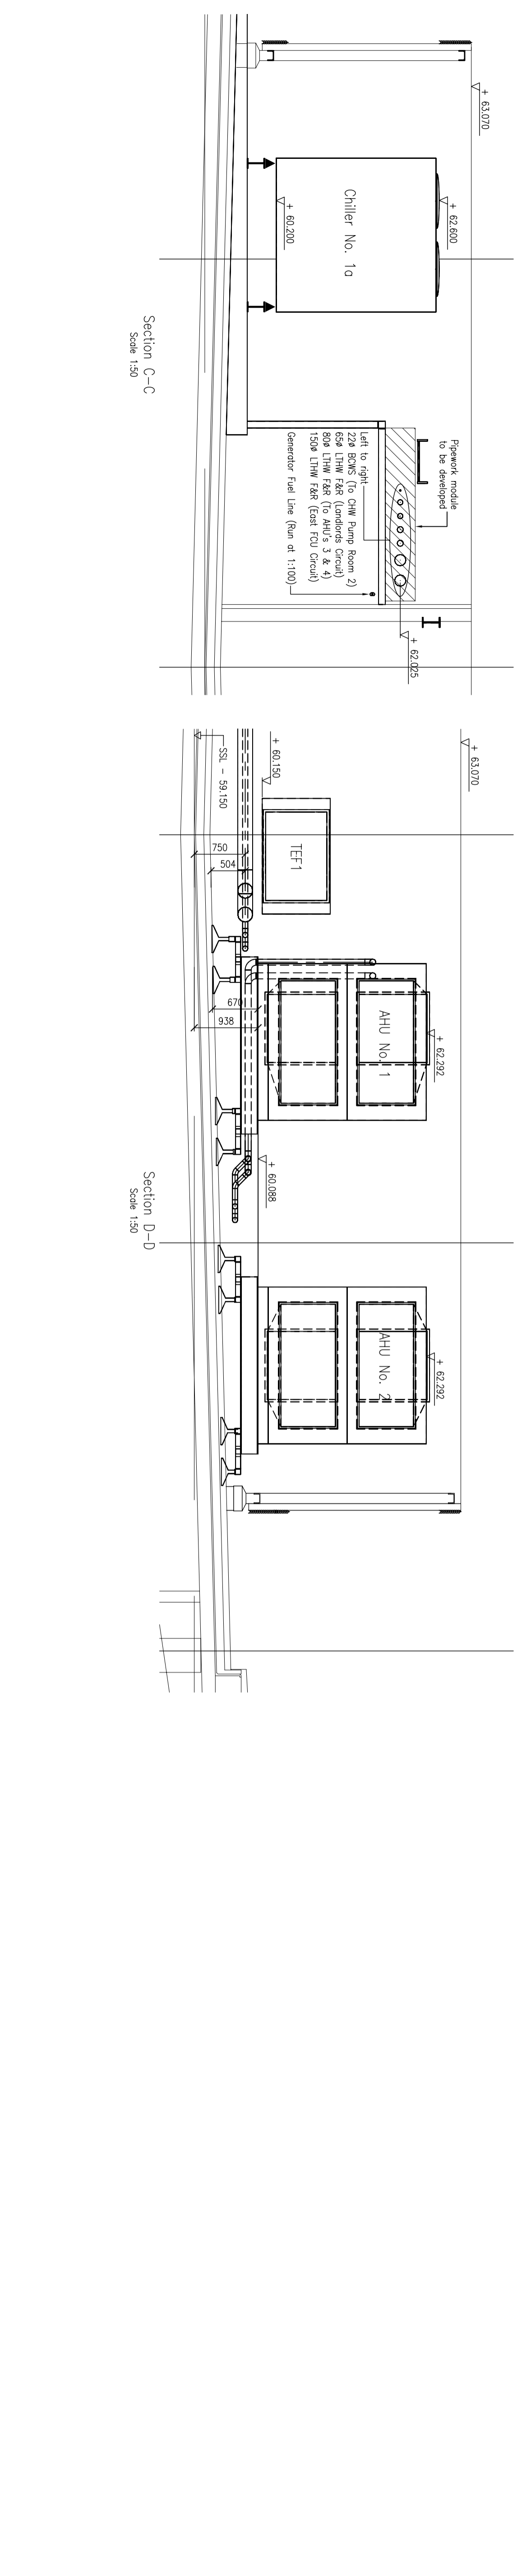 + 63.070
+ 62.600
+ 60.200
Chiller No. 1a
Pipework module
to be developed
Left to right
22ø BCWS (To CHW Pump Room 2)
65ø LTHW F&R (Landlords Circuit)
80ø LTHW F&R (To AHU's 3 & 4)
150ø LTHW F&R (East FCU Circuit)
Generator Fuel Line (Run at 1:100)
+ 62.025
Section C-C
Scale 1:50
+ 63.070
+ 60.150
SSL - 59.150
TEF1
750
504
670
938
AHU No. 1
+ 62.292
+ 60.088
AHU No. 2
+ 62.292
Section D-D
Scale 1:50